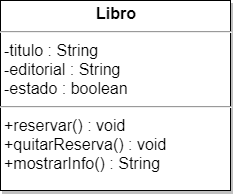 Libro
-titulo : String
-editorial : String
-estado : boolean
+reservar() : void
+quitarReserva() : void
+mostrarInfo() : String